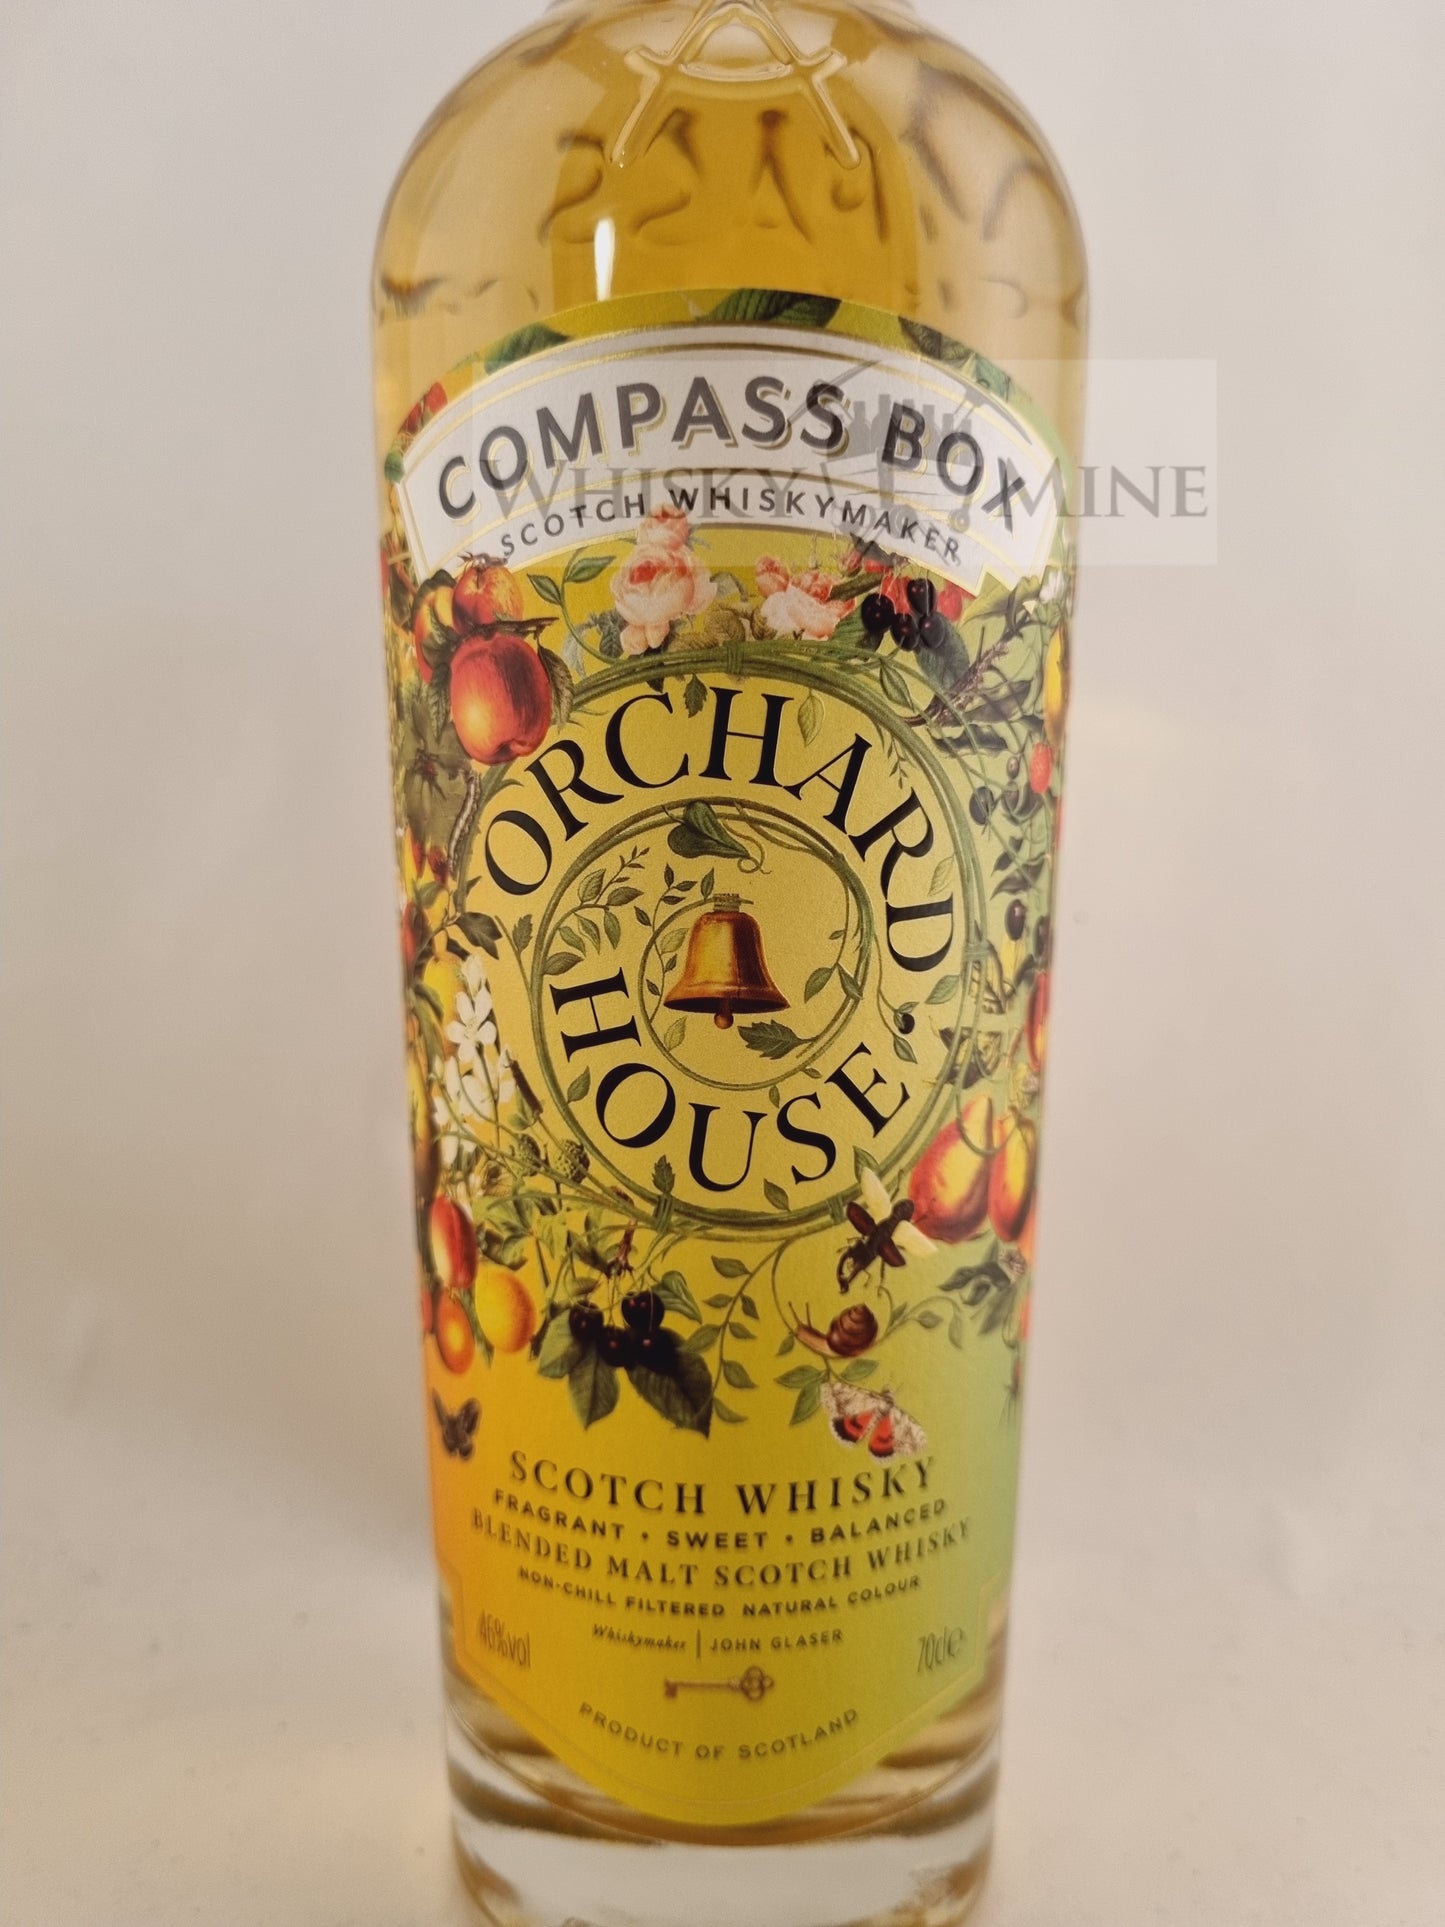 COMPASS BOX
SCOTCH WHISKYMAKER
WHISKY MINE
ORCHARD
HOUSE.
SCOTCH WHISKY
FRAGRANT • SWEET • BALANCED
BLENDED MALT SCOTCH WHISKY
NON-CHILL FILTERED NATURAL COLOUR
Whiskymaker | JOHN GLASER
46%vol
70cl e
PRODUCT OF SCOTLAND